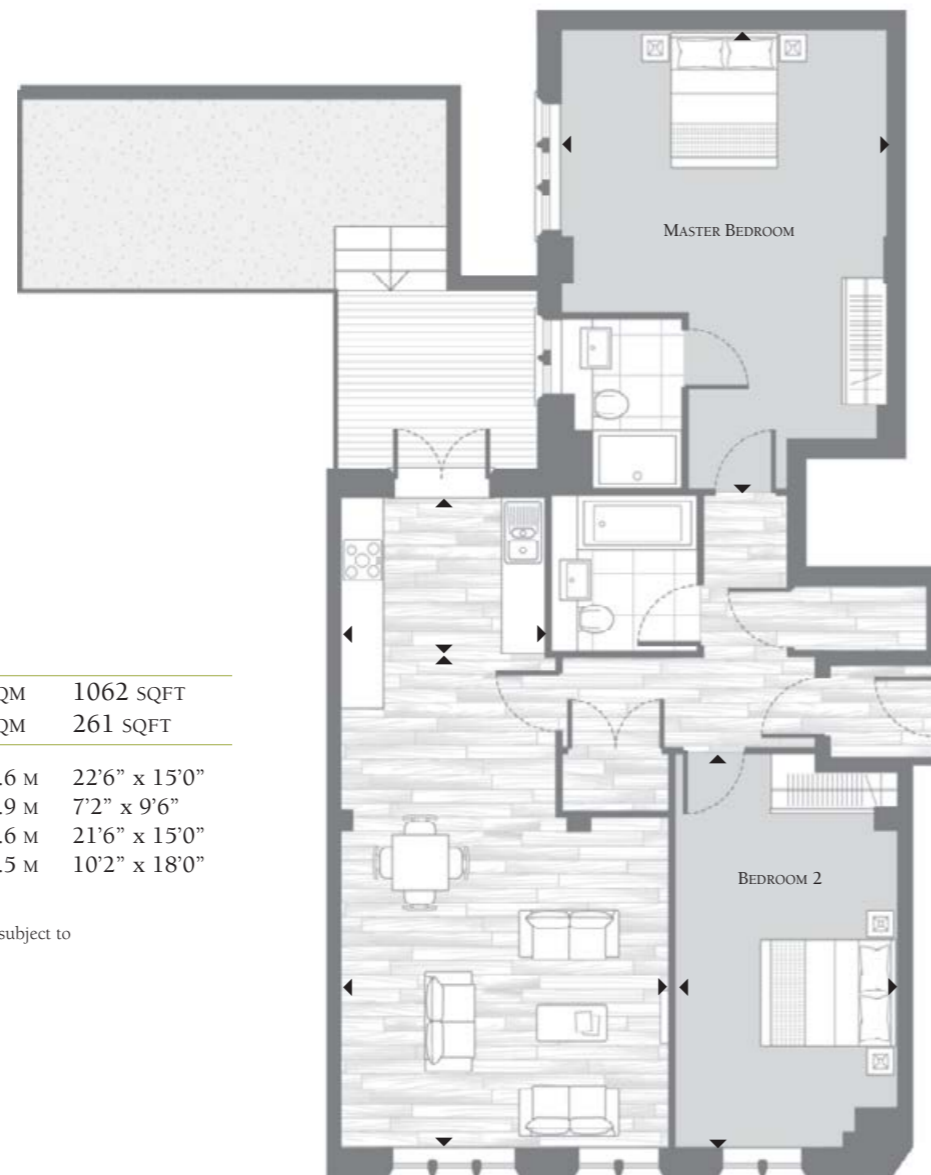 MASTER BEDROOM
QM 1062 SQFT
QM 261 SQFT
.6 M 22'6” x 15'0”
.9 M 7'2” x 9'6”
.6 M 21'6” x 15'0”
.5 M 10'2” x 18'0”
BEDROOM 2
subject to